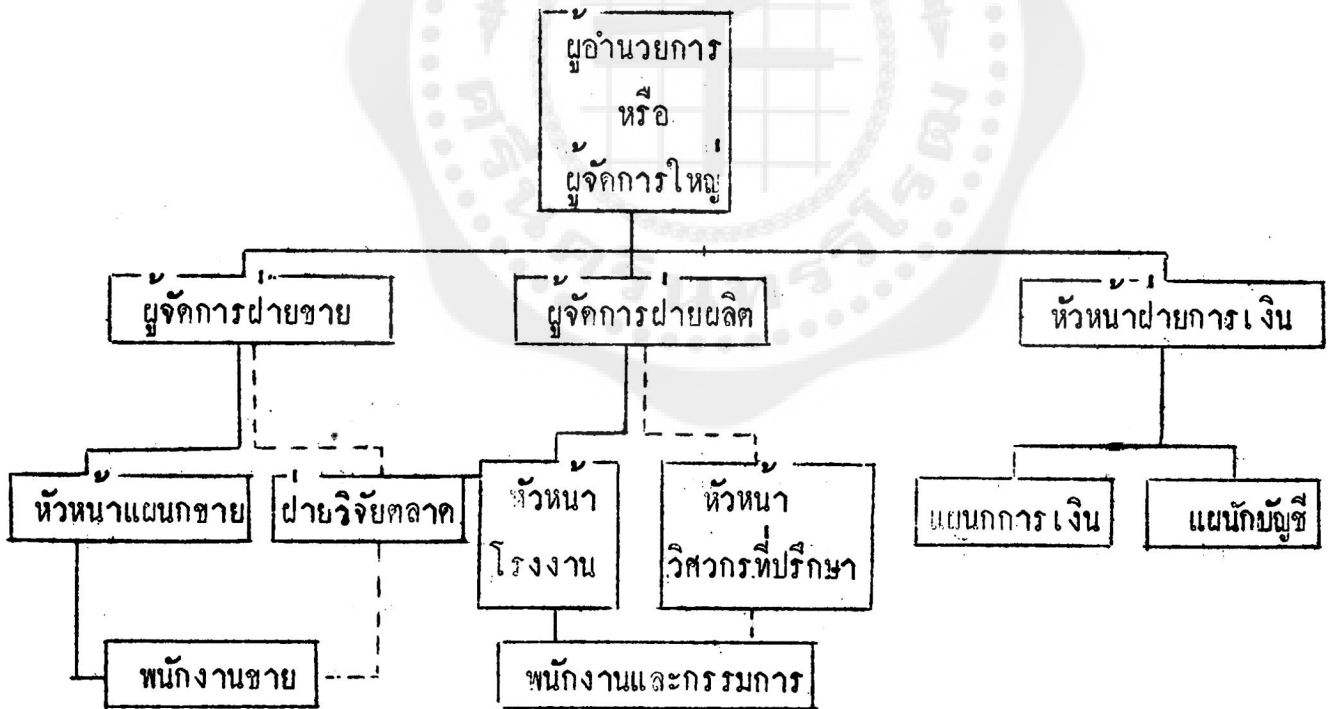 ผู้อำนวยการ
หรือ
ผู้จัดการใหญ่
ผู้จัดการฝ่ายขาย
ผู้จัดการฝ่ายผลิต
หัวหน้าฝ่ายการเงิน
หัวหน้าแผนกขาย
ฝ่ายวิจัยตลาด
หัวหน้า
โรงงาน
หัวหน้า
วิศวกรที่ปรึกษา
แผนกการเงิน
แผนักบัญชี
พนักงานขาย
พนักงานและกรรมการ